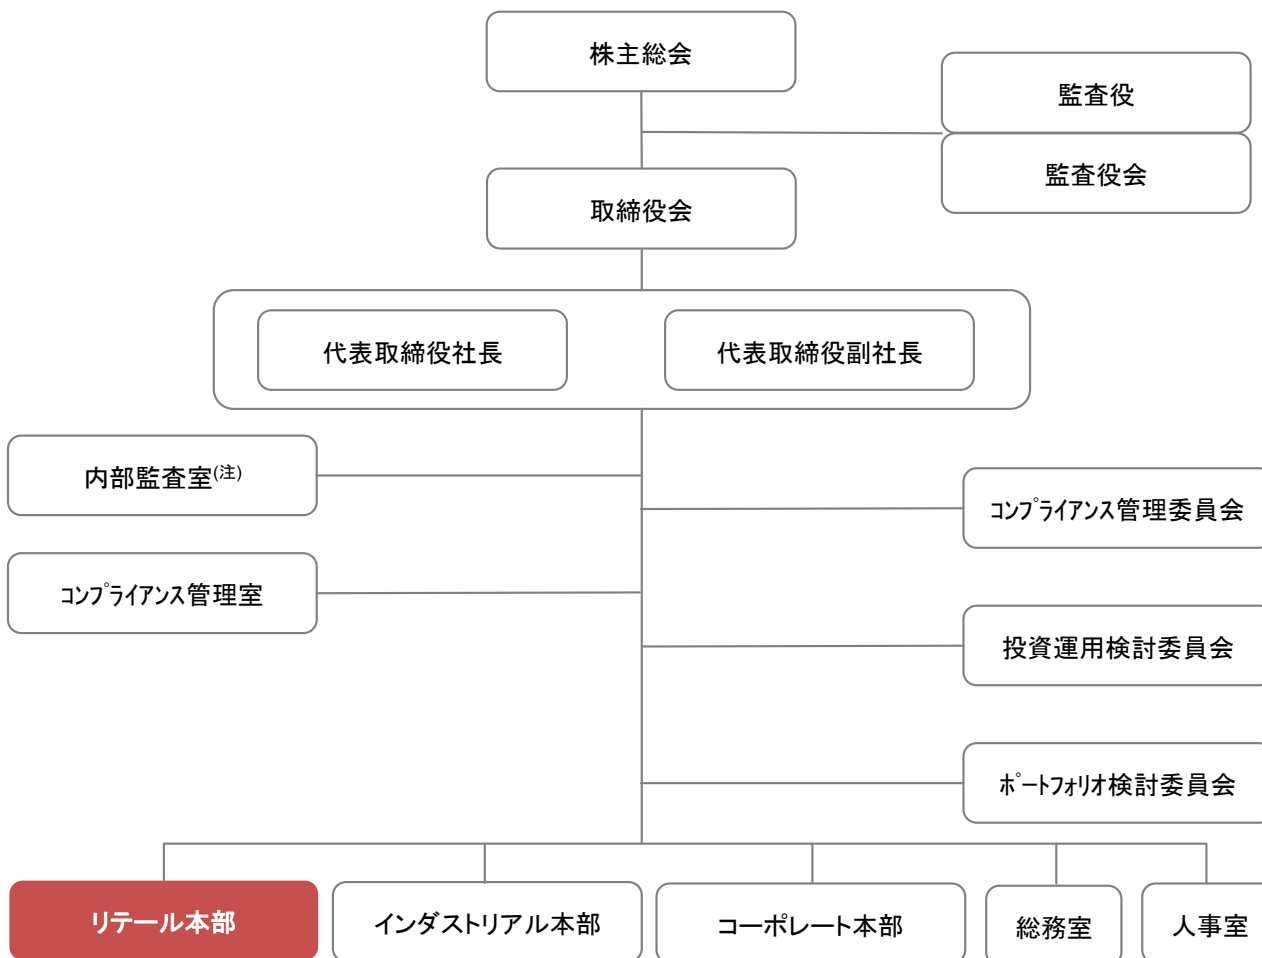 株主総会
監査役
監査役会
取締役会
代表取締役社長
代表取締役副社長
内部監査室(注)
コンプライアンス管理委員会
コンプライアンス管理室
投資運用検討委員会
ポートフォリオ検討委員会
リテール本部
インダストリアル本部
コーポレート本部
総務室
人事室